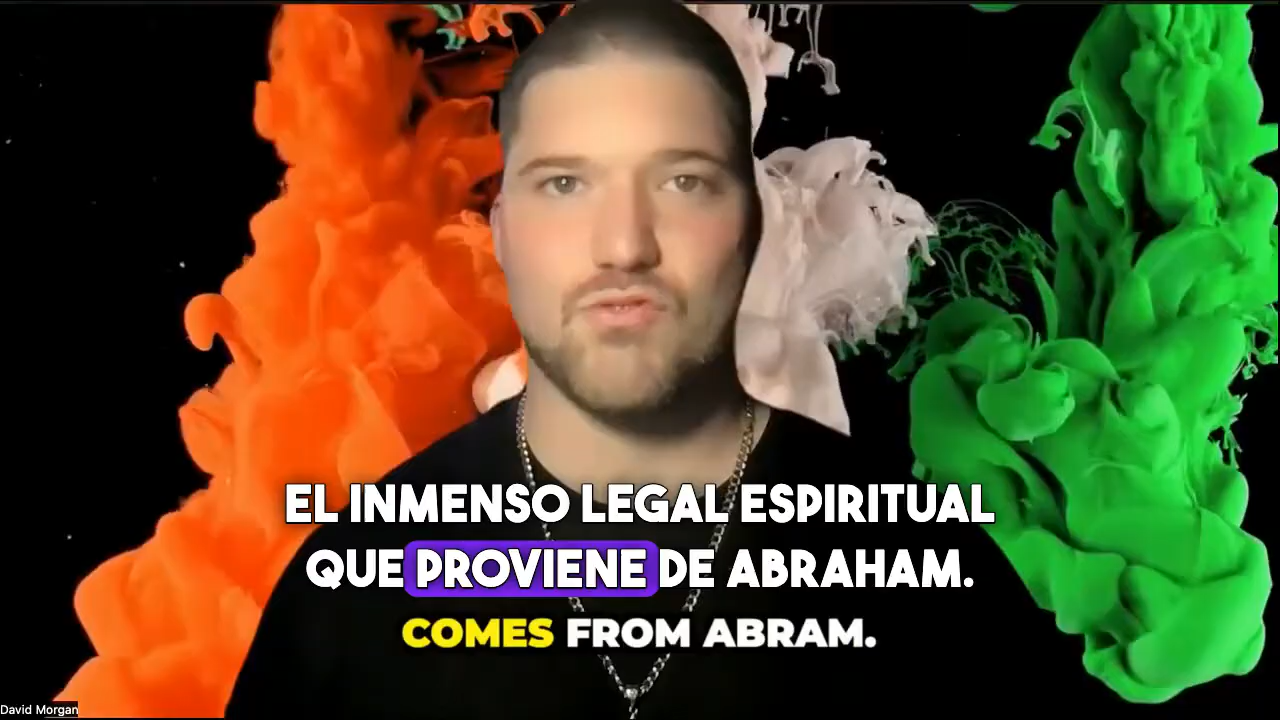 EL INMENSO LEGAL ESPIRITUAL
QUE PROVIENE DE ABRAHAM.
COMES FROM ABRAM.
David Morgan